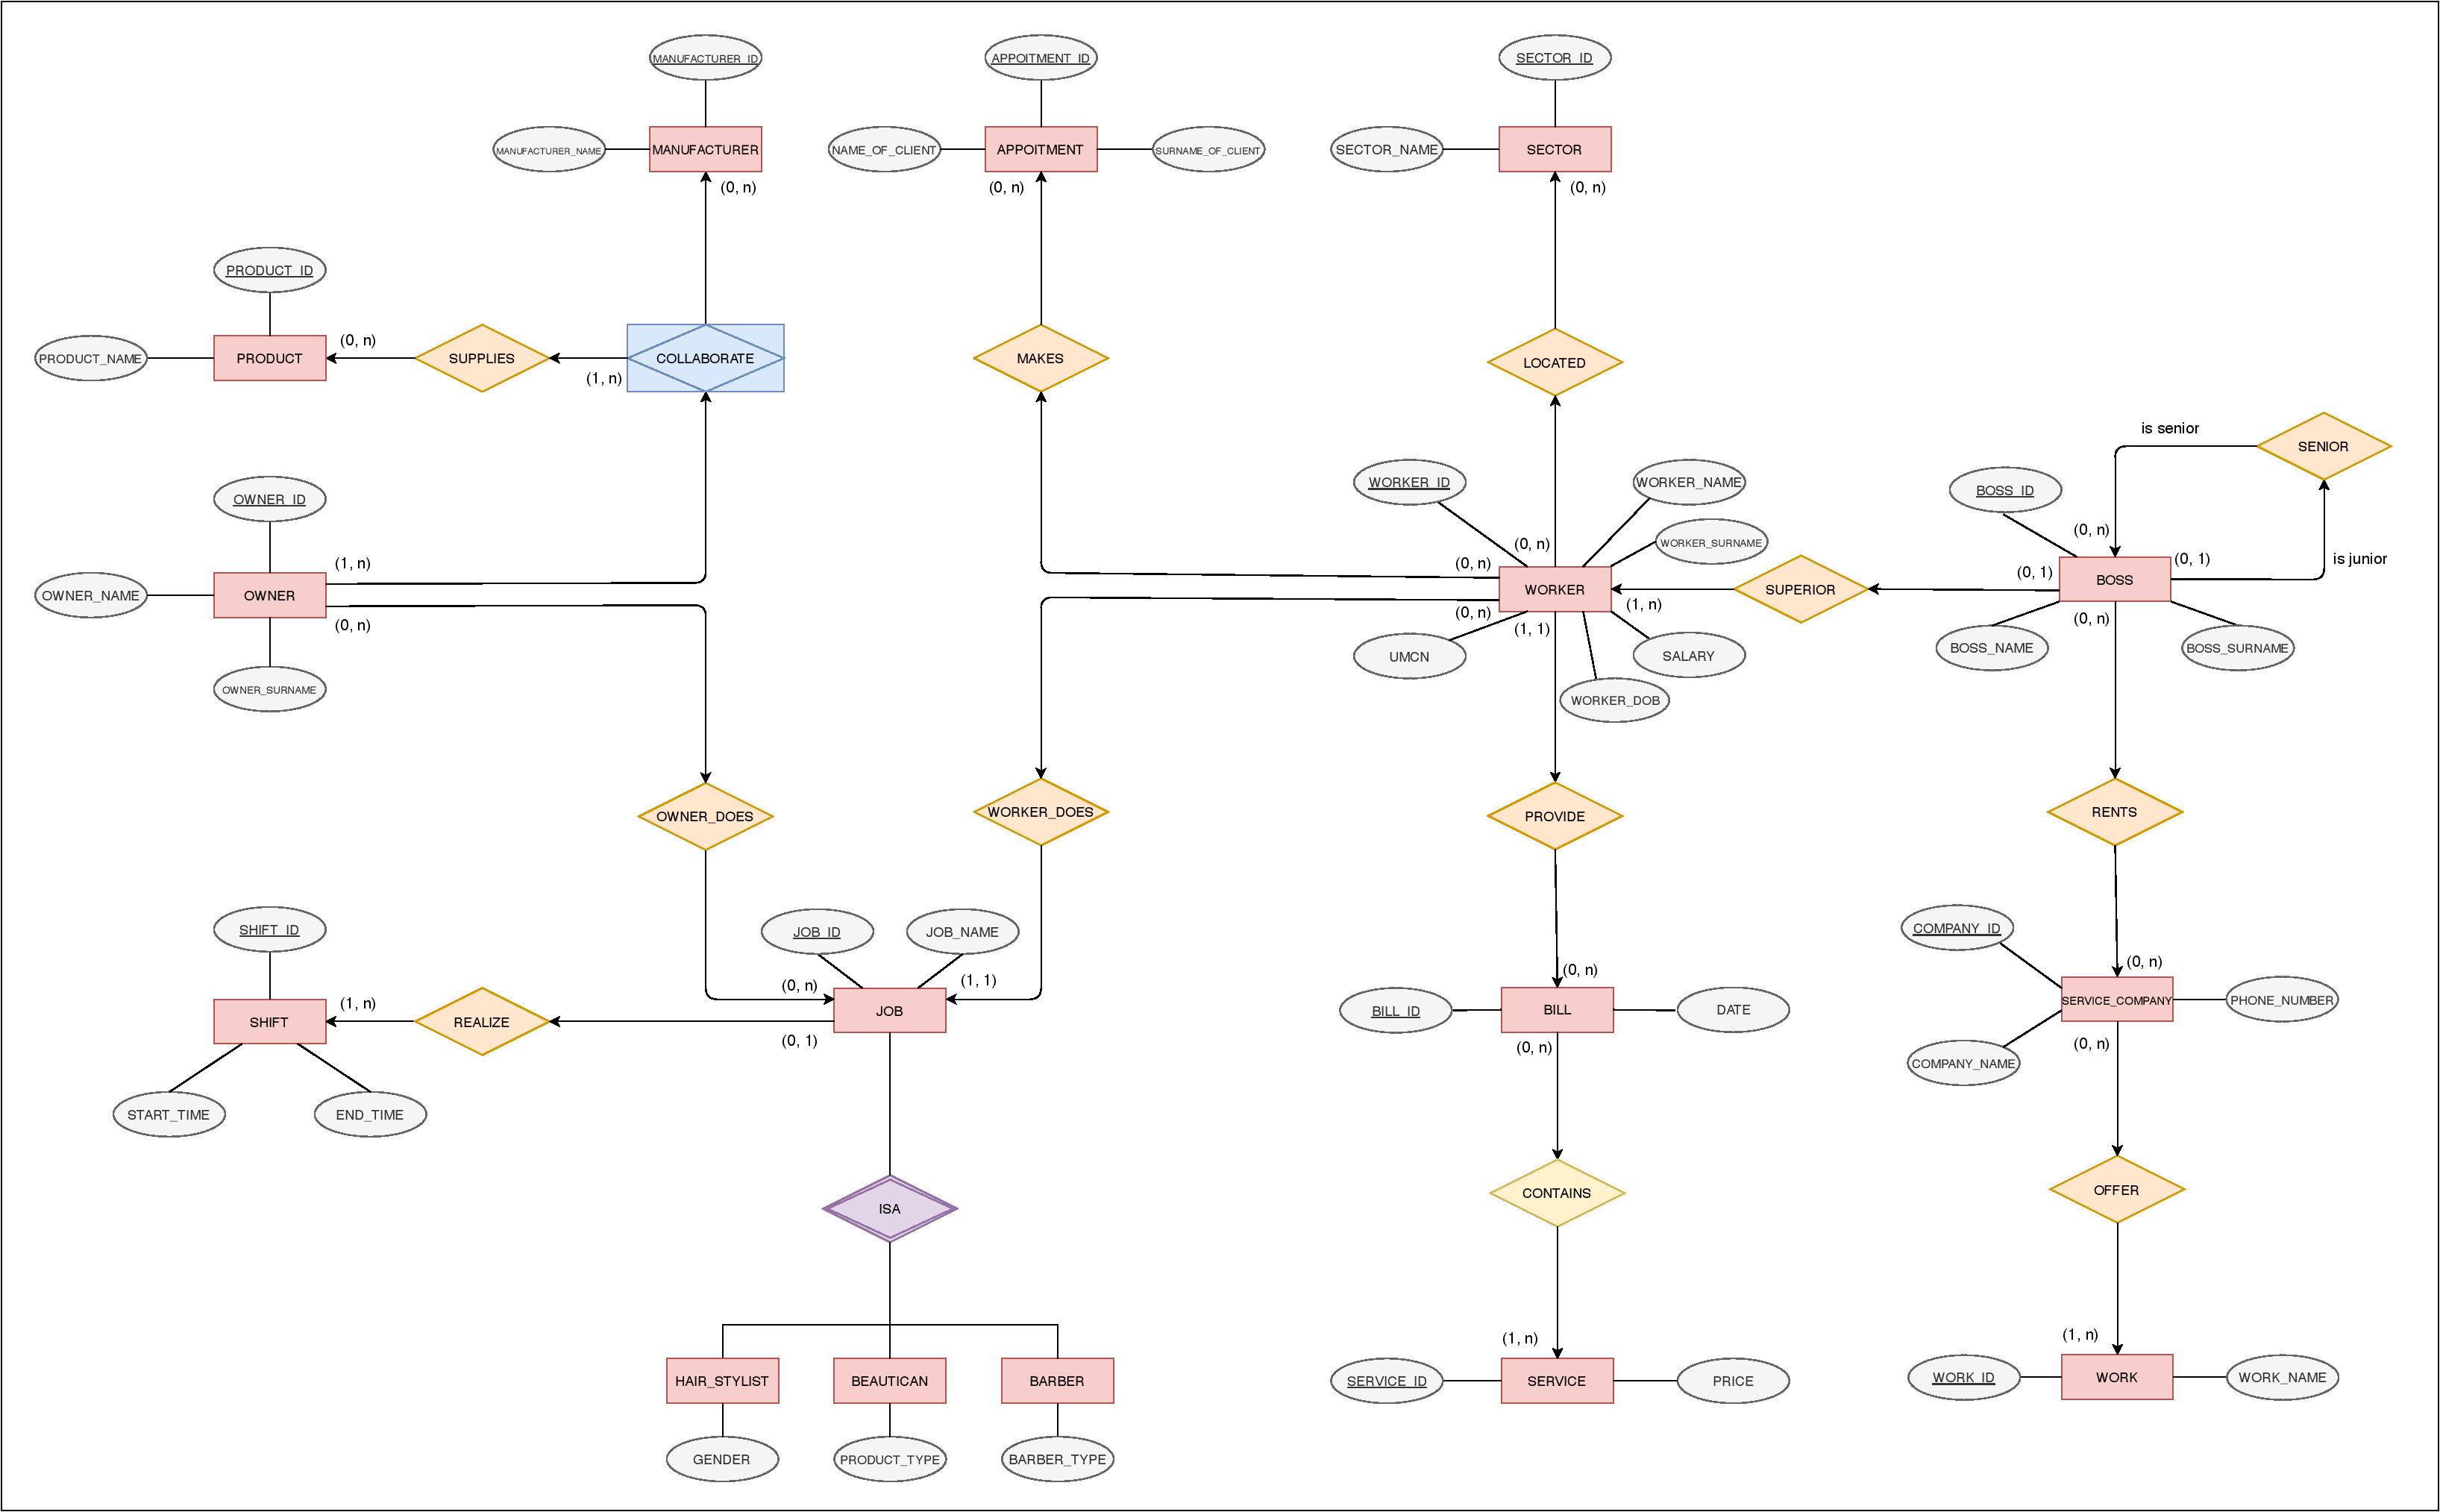 MANUFACTURER_ID
APPOITMENT_ID
SECTOR_ID
MANUFACTURER_NAME
MANUFACTURER
NAME_OF_CLIENT
APPOITMENT
SURNAME_OF_CLIENT
SECTOR_NAME
SECTOR
(0, n)
(0, n)
(0, n)
PRODUCT_ID
PRODUCT_NAME
PRODUCT
(0, n)
SUPPLIES
(1, n)
COLLABORATE
MAKES
LOCATED
is senior
SENIOR
OWNER_ID
WORKER_ID
WORKER_NAME
BOSS_ID
(0, n)
WORKER_SURNAME
(0, n)
OWNER_NAME
OWNER
(1, n)
(0, n)
(0, n)
WORKER
(1, n)
SUPERIOR
(0, 1)
BOSS
(0, 1)
is junior
(0, n)
(0, n)
(1, 1)
OWNER_SURNAME
UMCN
SALARY
WORKER_DOB
BOSS_NAME
BOSS_SURNAME
OWNER_DOES
WORKER_DOES
PROVIDE
RENTS
SHIFT_ID
JOB_ID
JOB_NAME
COMPANY_ID
(0, n)
(1, 1)
(0, n)
(0, n)
SHIFT
(1, n)
REALIZE
(0, 1)
JOB
BILL_ID
BILL
DATE
SERVICE_COMPANY
PHONE_NUMBER
(0, n)
(0, n)
COMPANY_NAME
START_TIME
END_TIME
ISA
CONTAINS
OFFER
(1, n)
(1, n)
HAIR_STYLIST
BEAUTICAN
BARBER
SERVICE_ID
SERVICE
PRICE
WORK_ID
WORK
WORK_NAME
GENDER
PRODUCT_TYPE
BARBER_TYPE